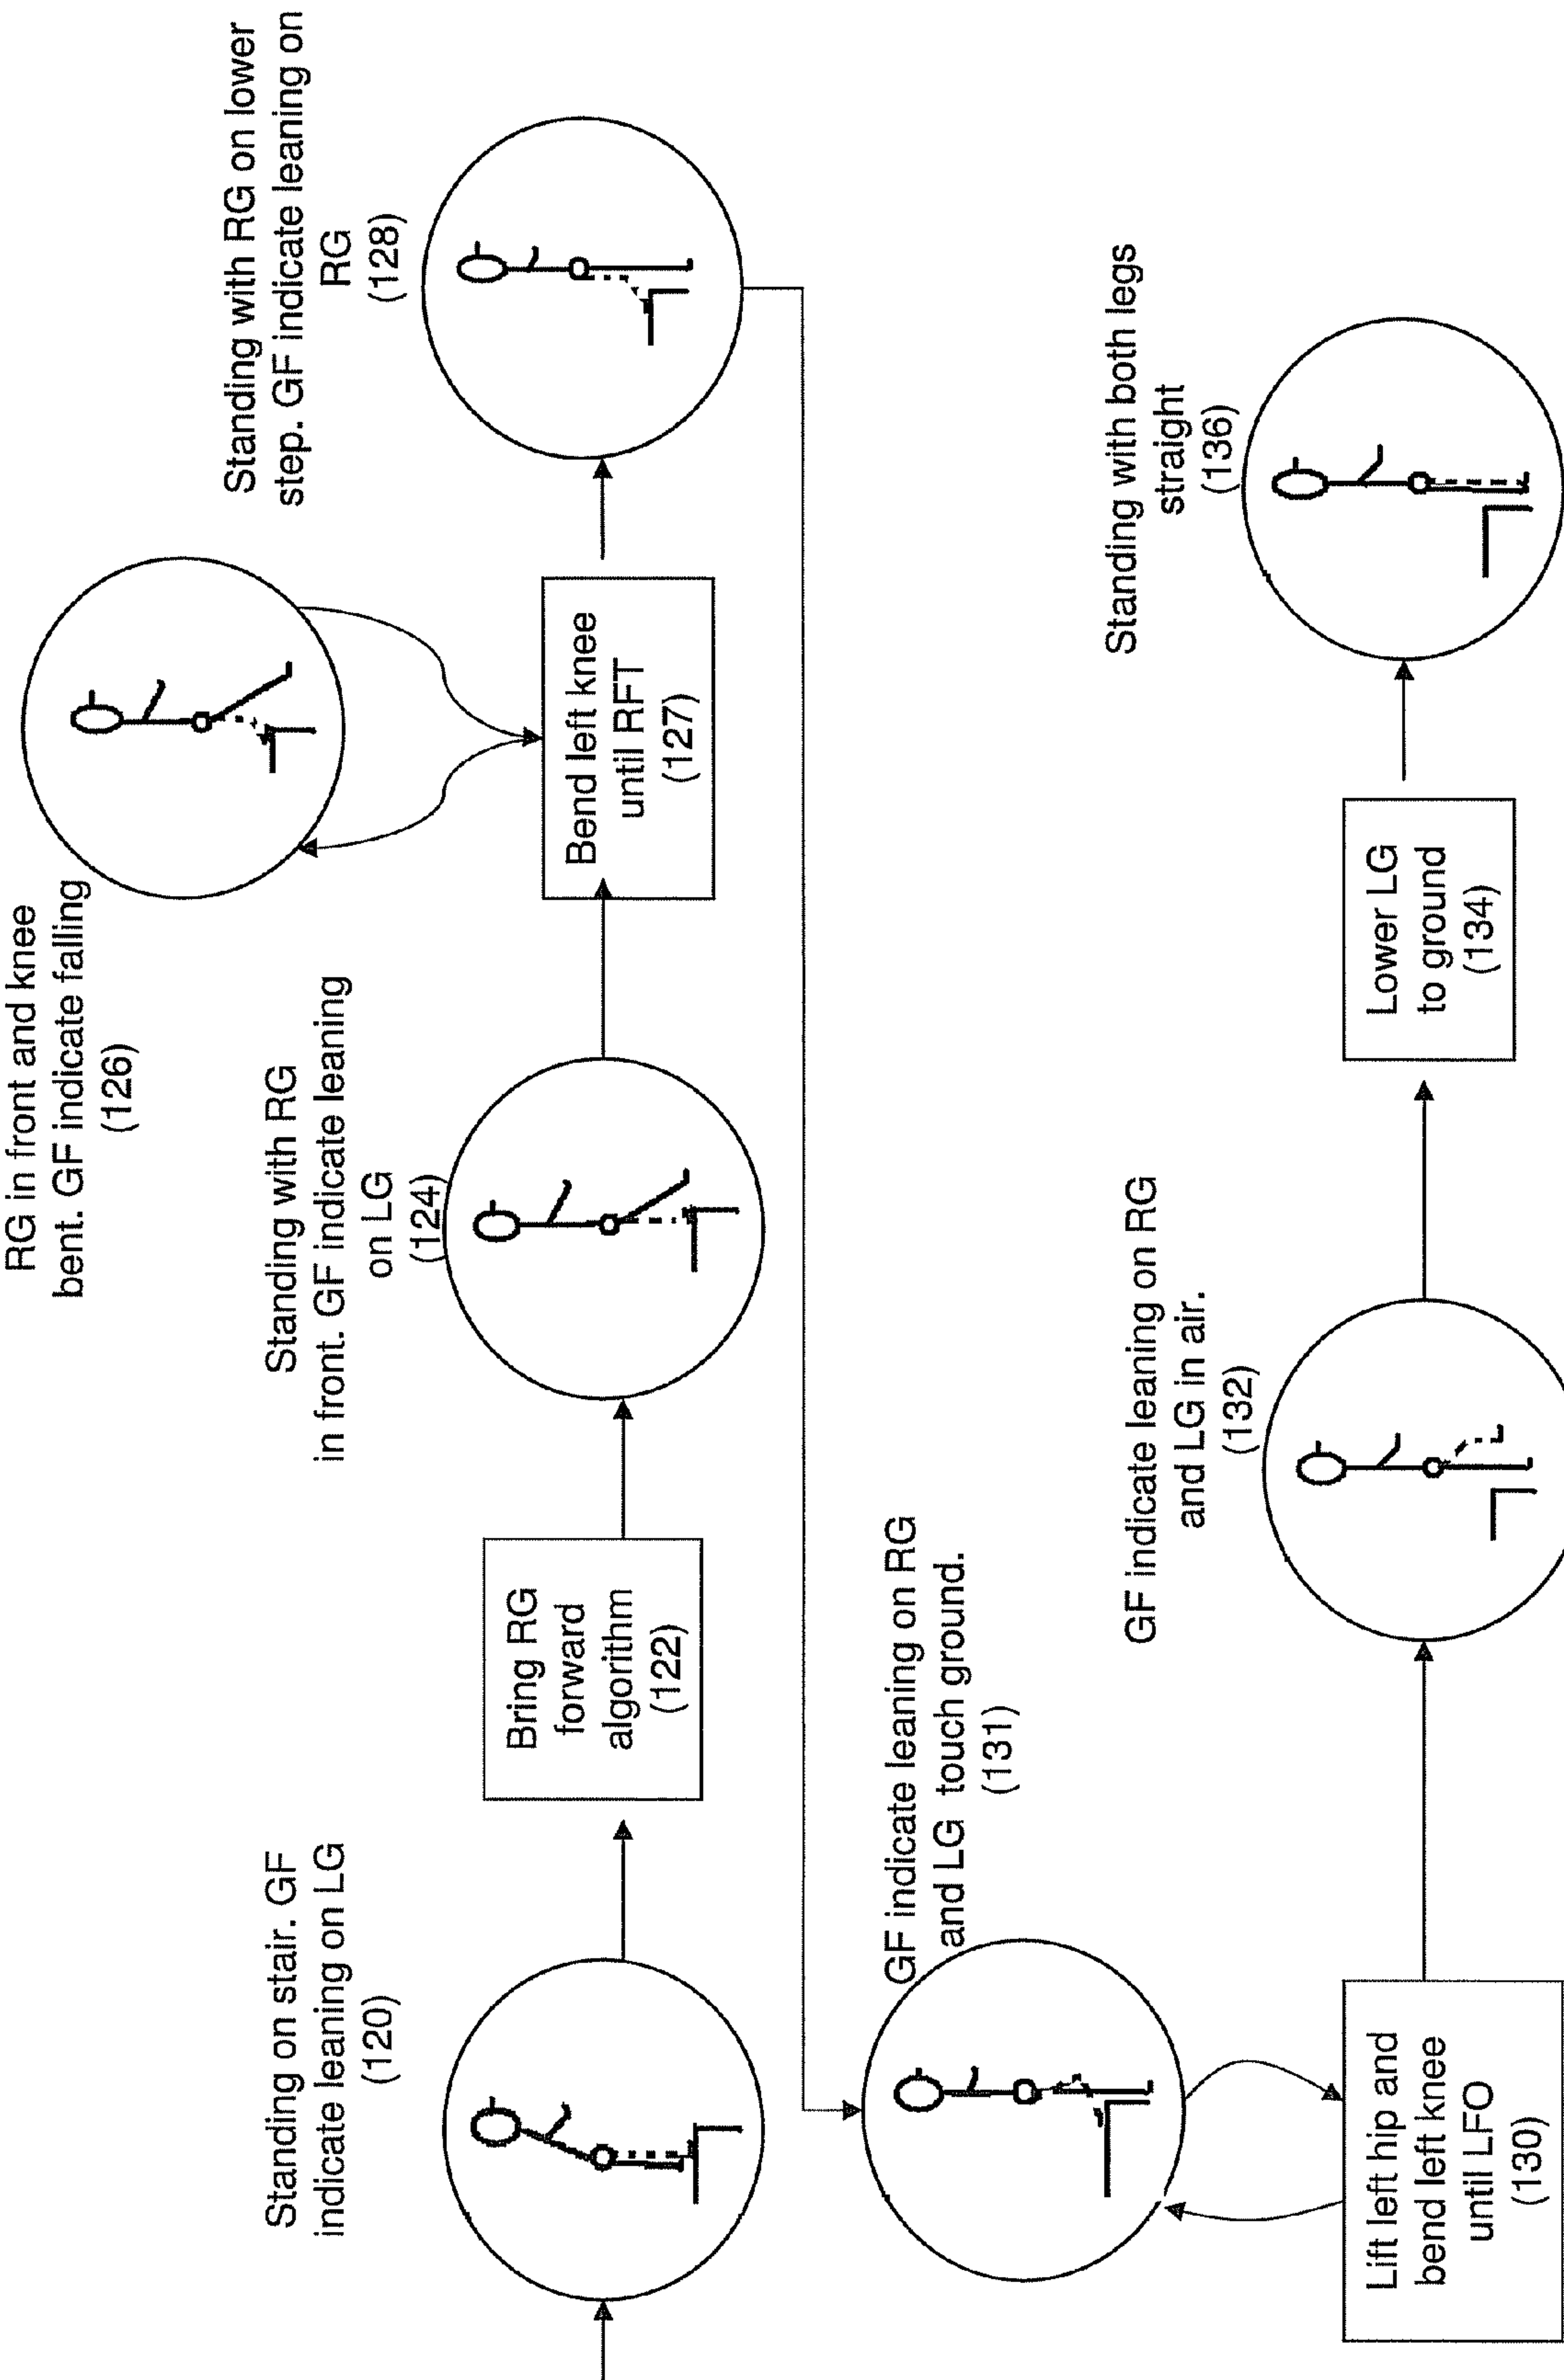 Standing on stair. GF
indicate leaning on LG
(120)
Bring RG
forward
algorithm
(122)
Standing with RG
in front. GF indicate leaning
on LG
(124)
RG in front and knee
bent. GF indicate falling
(126)
Bend left knee
until RFT
(127)
Standing with RG on lower
step. GF indicate leaning on
RG
(128)
GF indicate leaning on RG
and LG touch ground.
(131)
Lift left hip and
bend left knee
until LFO
(130)
GF indicate leaning on RG
and LG in air.
(132)
Lower LG
to ground
(134)
Standing with both legs
straight
(136)